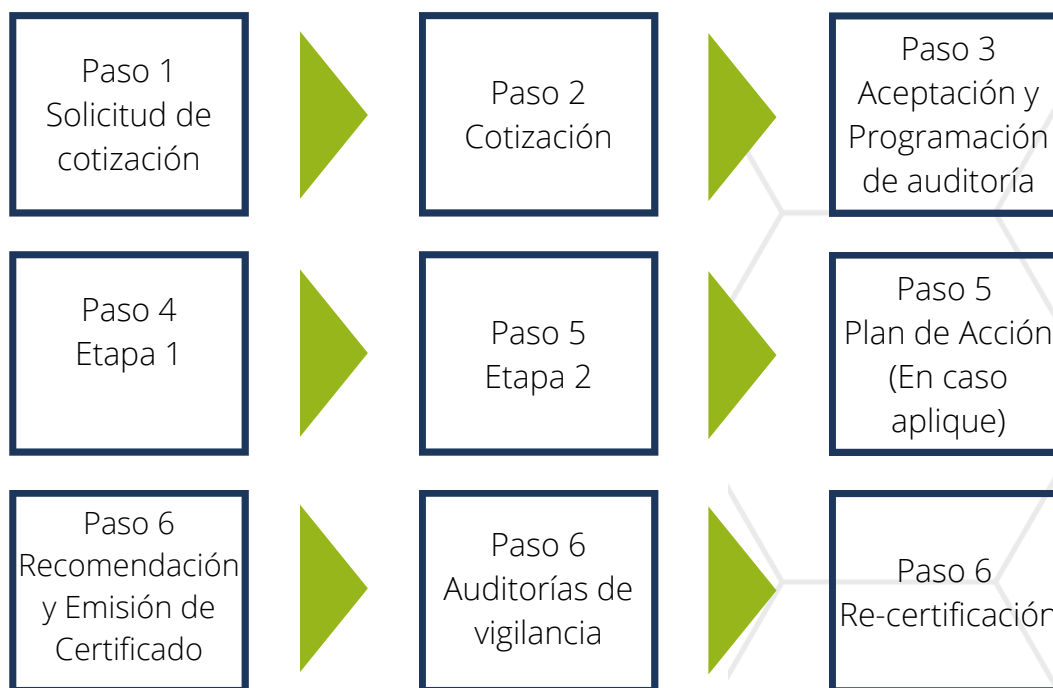 Paso 1
Solicitud de
cotización
Paso 2
Cotización
Paso 3
Aceptación y
Programación
de auditoría
Paso 4
Etapa 1
Paso 5
Etapa 2
Paso 5
Plan de Acción
(En caso
aplique)
Paso 6
Recomendación
y Emisión de
Certificado
Paso 6
Auditorías de
vigilancia
Paso 6
Re-certificación